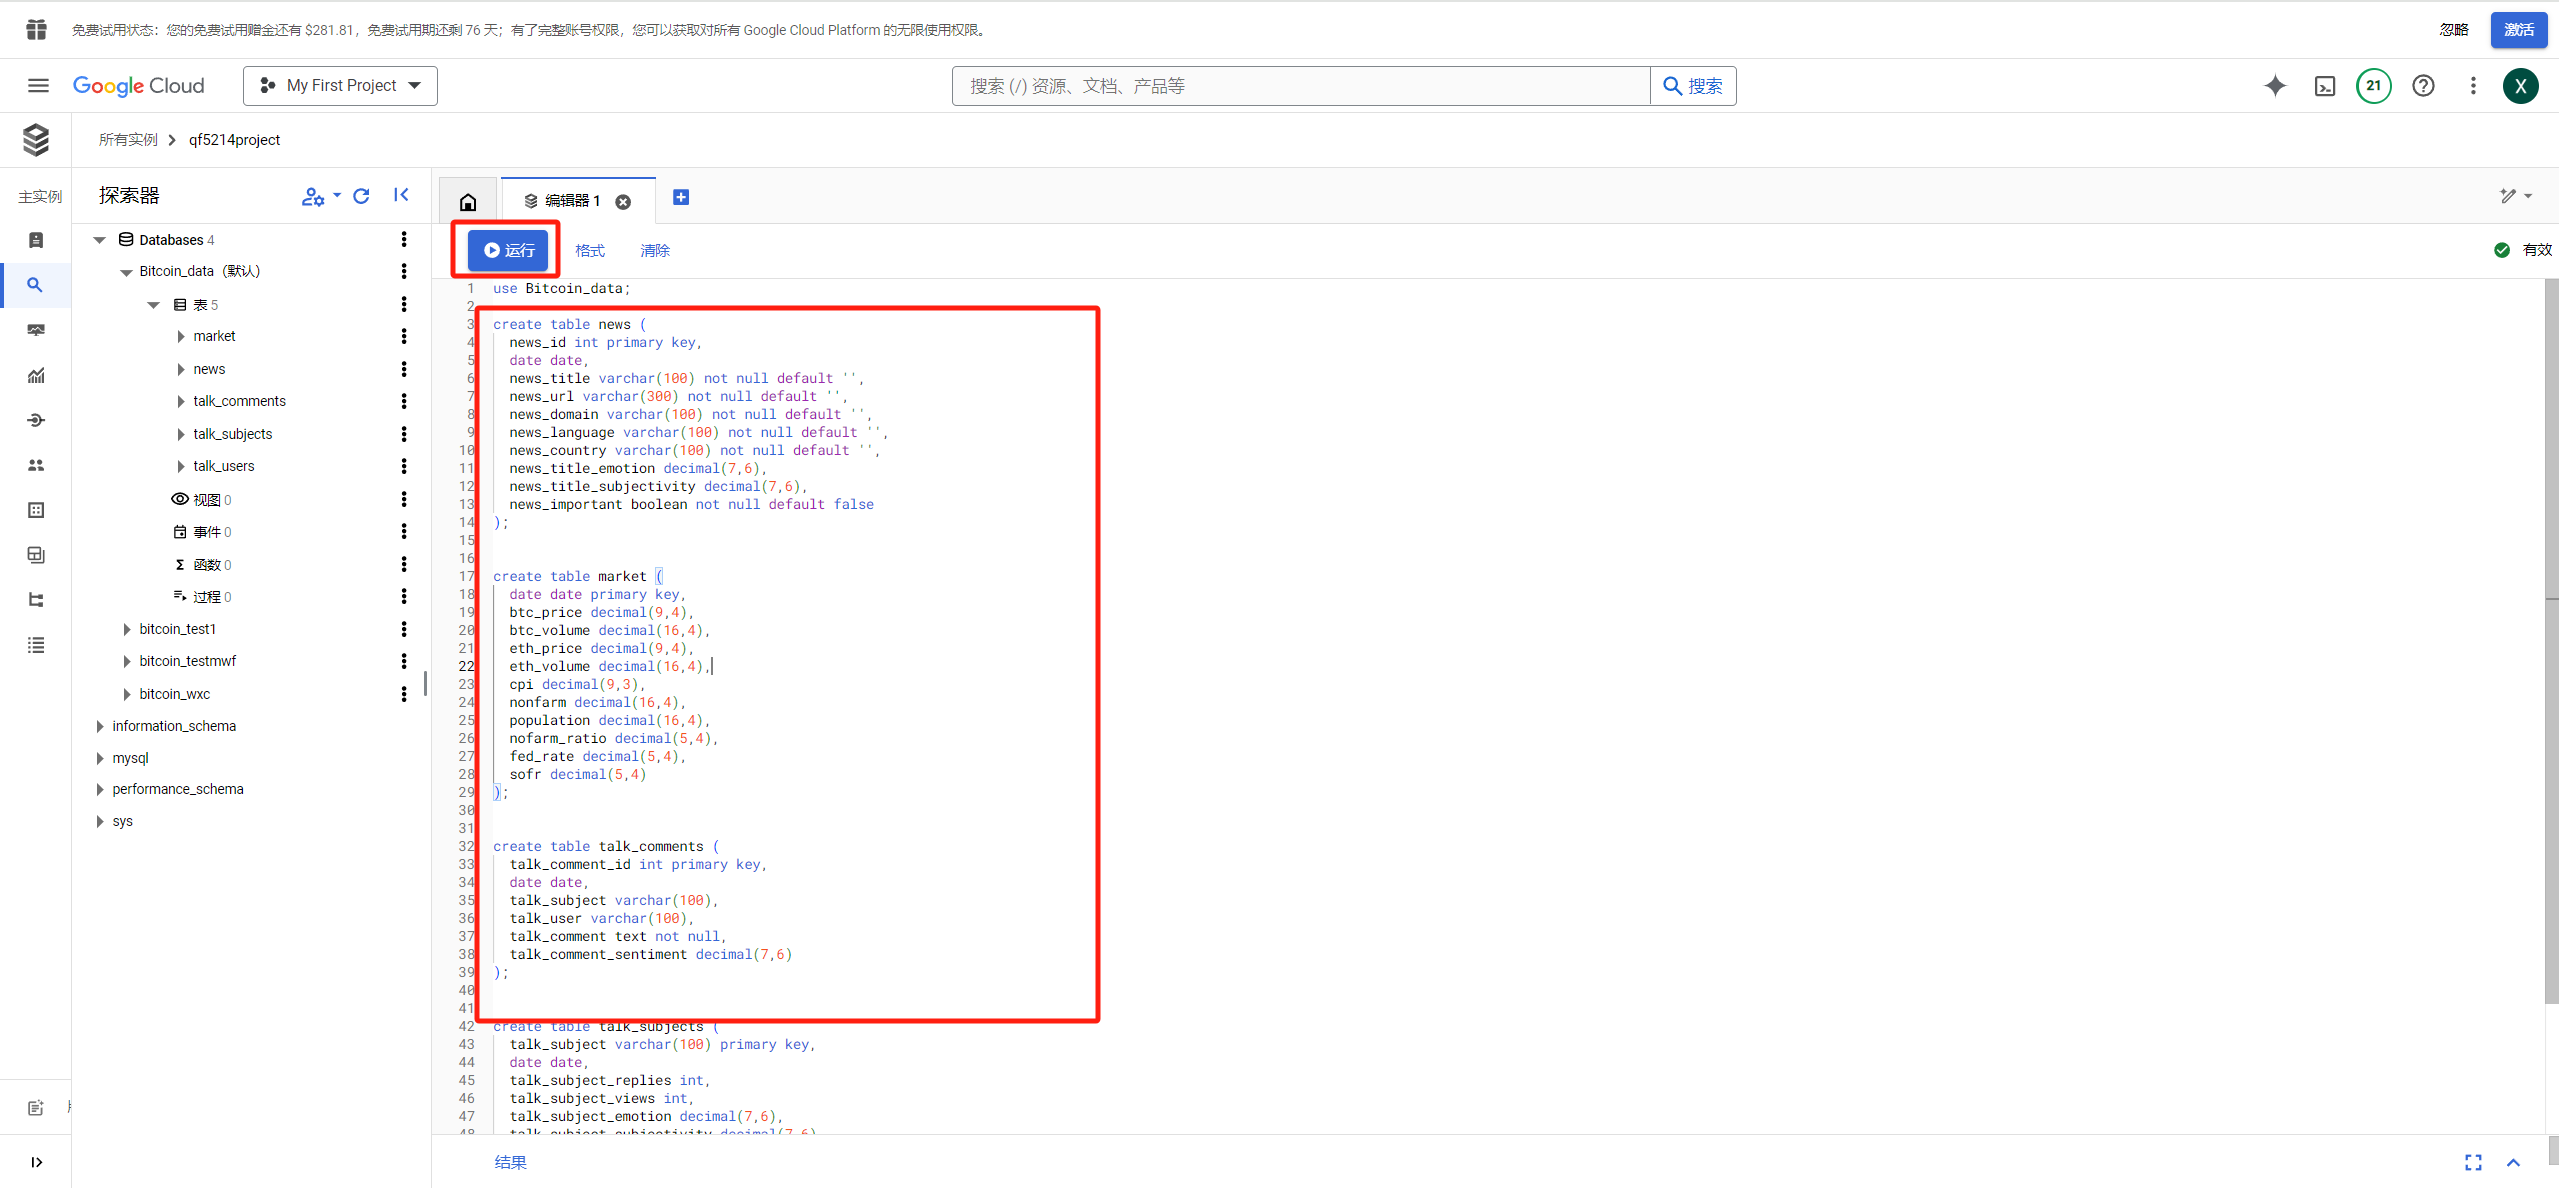 免费试用状态：您的免费试用赠金还有 $281.81，免费试用期还剩 76 天；有了完整账号权限，您可以获取对所有 Google Cloud Platform 的无限使用权限。
忽略
激活
Google Cloud
My First Project
搜索 (/) 资源、文档、产品等
搜索
21
X
所有实例
qf5214project
主实例
探索器
编辑器 1
Databases 4
Bitcoin_data（默认）
表 5
market
news
talk_comments
talk_subjects
talk_users
视图 0
事件 0
函数 0
过程 0
bitcoin_test1
bitcoin_testmwf
bitcoin_wxc
information_schema
mysql
performance_schema
sys
运行
格式
清除
有效
1 use Bitcoin_data;
2
3 create table news (
4 news_id int primary key,
5 date date,
6 news_title varchar(100) not null default '',
7 news_url varchar(300) not null default '',
8 news_domain varchar(100) not null default '',
9 news_language varchar(100) not null default '',
10 news_country varchar(100) not null default '',
11 news_title_emotion decimal(7,6),
12 news_title_subjectivity decimal(7,6),
13 news_important boolean not null default false
14 );
15
16
17 create table market (
18 date date primary key,
19 btc_price decimal(9,4),
20 btc_volume decimal(16,4),
21 eth_price decimal(9,4),
22 eth_volume decimal(16,4),
23 cpi decimal(9,3),
24 nonfarm decimal(16,4),
25 population decimal(16,4),
26 nofarm_ratio decimal(5,4),
27 fed_rate decimal(5,4),
28 sofr decimal(5,4)
29 );
30
31
32 create table talk_comments (
33 talk_comment_id int primary key,
34 date date,
35 talk_subject varchar(100),
36 talk_user varchar(100),
37 talk_comment text not null,
38 talk_comment_sentiment decimal(7,6)
39 );
40
41
42 create table talk_subjects (
43 talk_subject varchar(100) primary key,
44 date date,
45 talk_subject_replies int,
46 talk_subject_views int,
47 talk_subject_emotion decimal(7,6),
48 talk_subject_subjectivity decimal(7,6)
结果